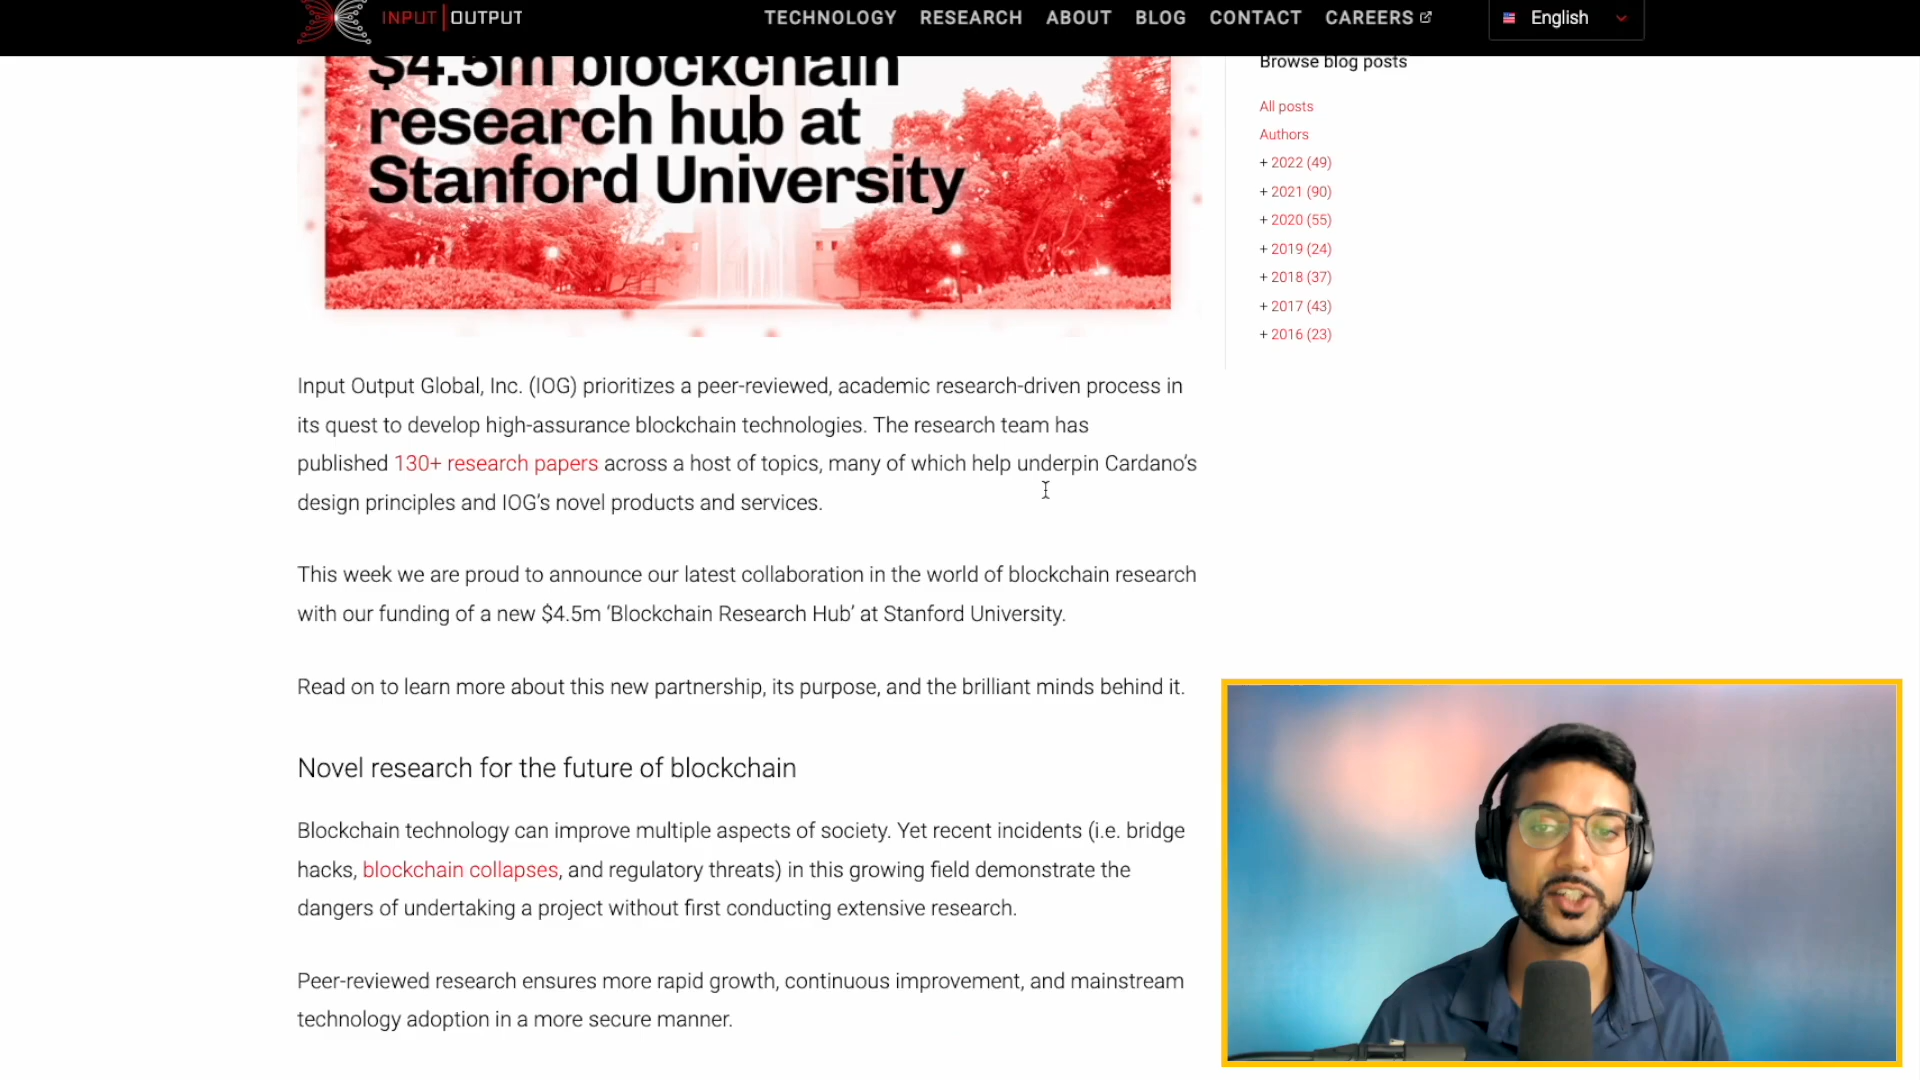 INPUT | OUTPUT
TECHNOLOGY RESEARCH ABOUT BLOG CONTACT CAREERS
English
$4.5m blockchain
research hub at
Stanford University
Browse blog posts
All posts
Authors
+ 2022 (49)
+ 2021 (90)
+ 2020 (55)
+ 2019 (24)
+ 2018 (37)
+ 2017 (43)
+ 2016 (23)
Input Output Global, Inc. (IOG) prioritizes a peer-reviewed, academic research-driven process in
its quest to develop high-assurance blockchain technologies. The research team has
published 130+ research papers across a host of topics, many of which help underpin Cardano’s
design principles and IOG’s novel products and services.
This week we are proud to announce our latest collaboration in the world of blockchain research
with our funding of a new $4.5m ‘Blockchain Research Hub’ at Stanford University.
Read on to learn more about this new partnership, its purpose, and the brilliant minds behind it.
Novel research for the future of blockchain
Blockchain technology can improve multiple aspects of society. Yet recent incidents (i.e. bridge
hacks, blockchain collapses, and regulatory threats) in this growing field demonstrate the
dangers of undertaking a project without first conducting extensive research.
Peer-reviewed research ensures more rapid growth, continuous improvement, and mainstream
technology adoption in a more secure manner.